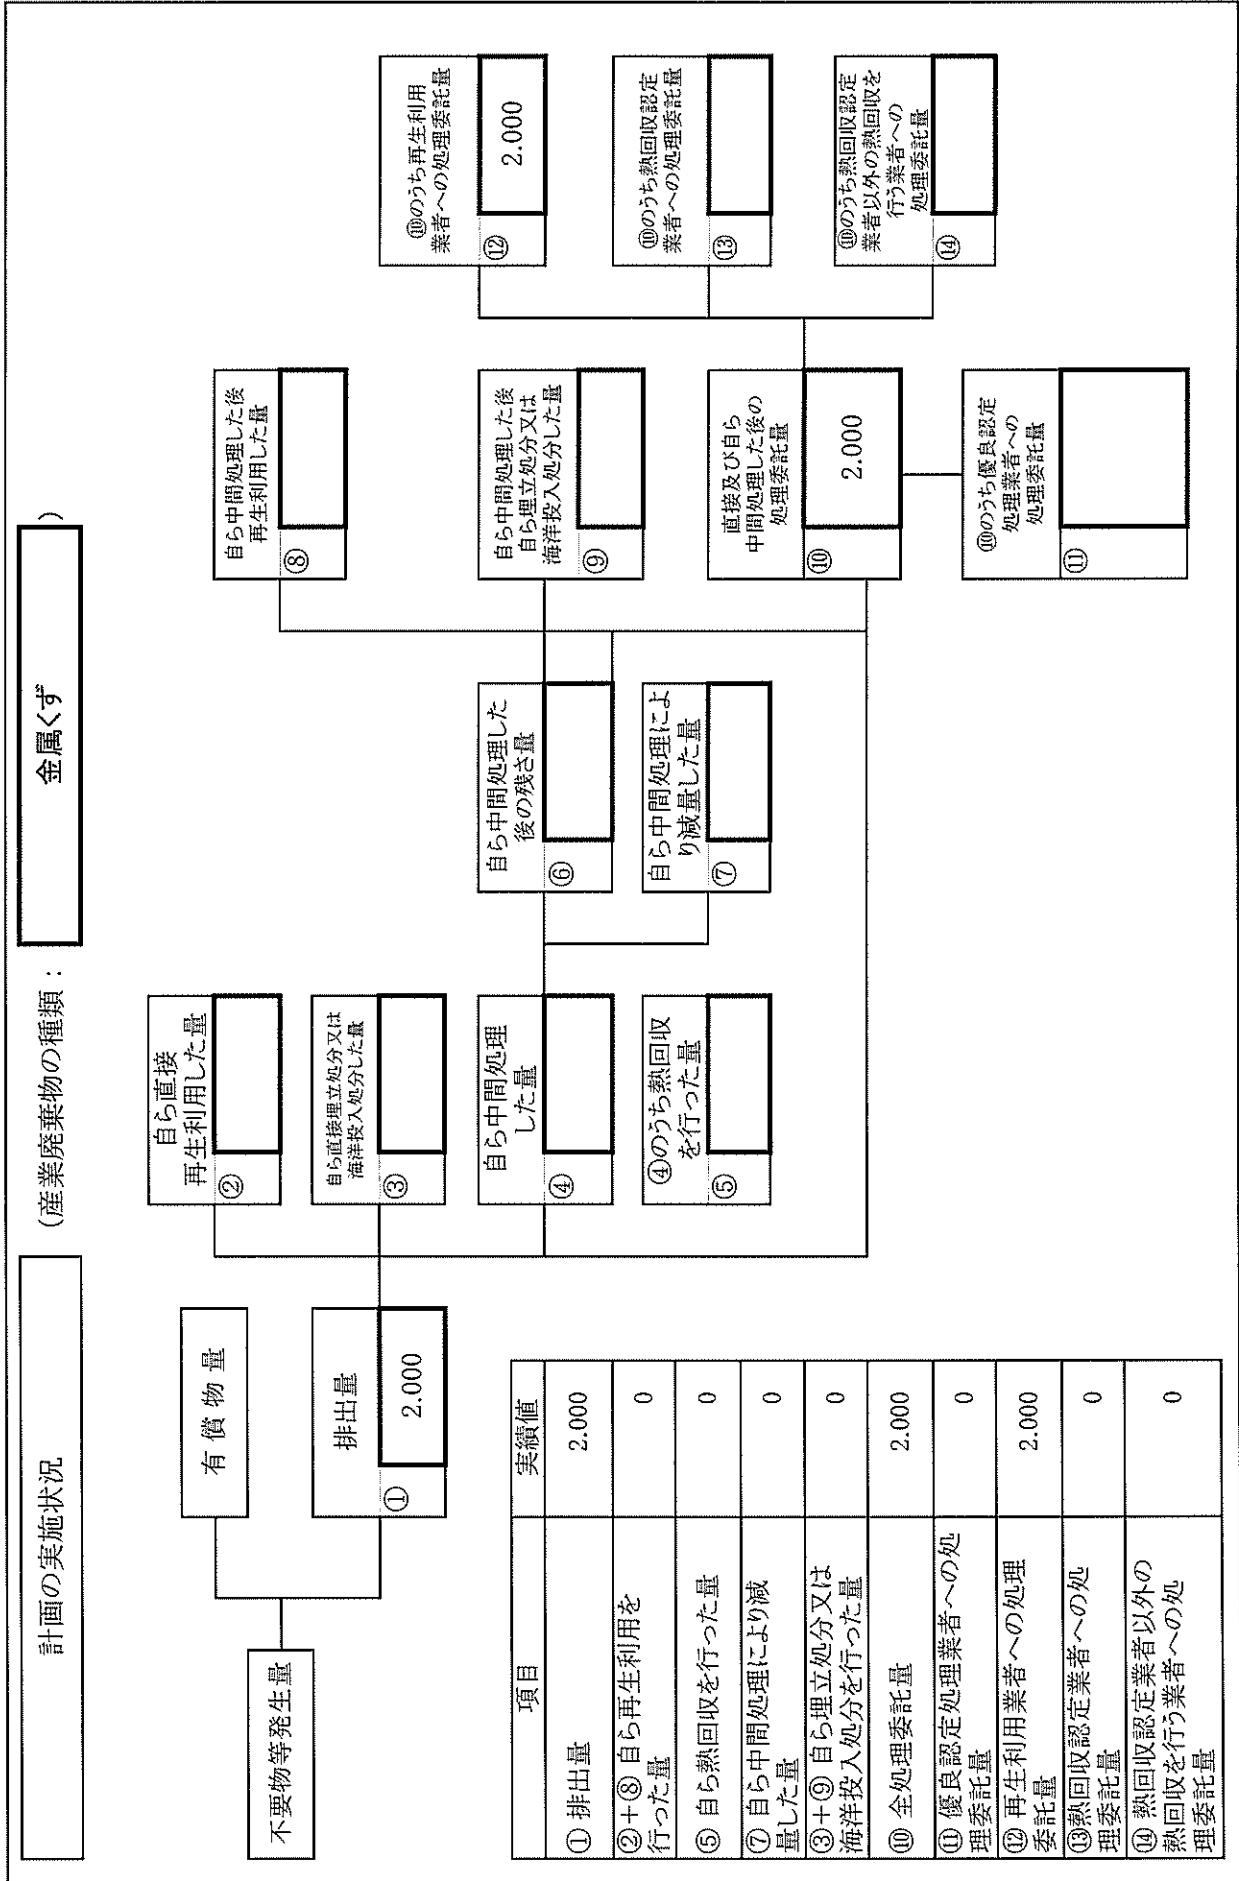 計画の実施状況
（産業廃棄物の種類：
金属くず
）
不要物等発生量
有償物量
排出量
①
2.000
自ら直接
再生利用した量
②
自ら直接埋立処分又は
海洋投入処分した量
③
自ら中間処理
した量
④
④のうち熱回収
を行った量
⑤
自ら中間処理した
後の残さ量
⑥
自ら中間処理によ
り減量した量
⑦
自ら中間処理した後
再生利用した量
⑧
自ら中間処理した後
自ら埋立処分又は
海洋投入処分した量
⑨
直接及び自ら
中間処理した後の
処理委託量
⑩
2.000
⑩のうち優良認定
処理業者への
処理委託量
⑪
⑩のうち再生利用
業者への処理委託量
⑫
2.000
⑩のうち熱回収認定
業者への処理委託量
⑬
⑩のうち熱回収認定
業者以外の熱回収を
行う業者への
処理委託量
⑭
項目 実績値
① 排出量 2.000
②＋⑧ 自ら再生利用を
行った量 0
⑤ 自ら熱回収を行った量 0
⑦ 自ら中間処理により減
量した量 0
③＋⑨ 自ら埋立処分又は
海洋投入処分を行った量 0
⑩ 全処理委託量 2.000
⑪ 優良認定処理業者への処
理委託量 0
⑫ 再生利用業者への処理
委託量 2.000
⑬熱回収認定業者への処
理委託量 0
⑭ 熱回収認定業者以外の
熱回収を行う業者への処
理委託量 0